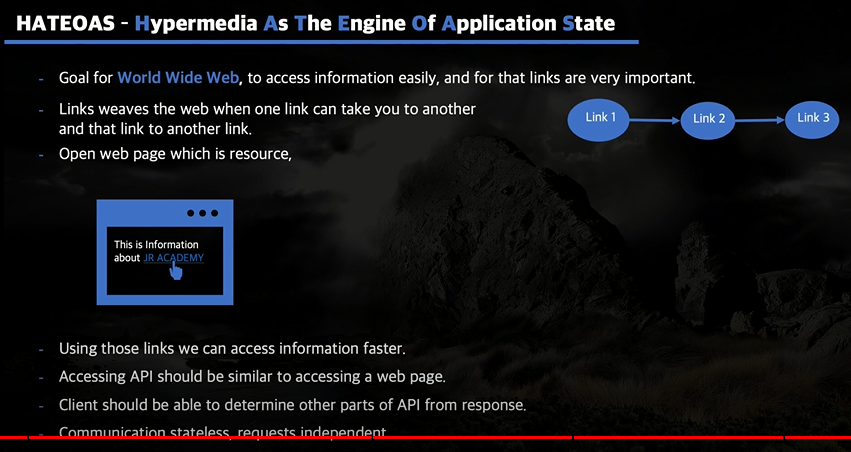 HATEOAS - Hypermedia As The Engine Of Application State
- Goal for World Wide Web, to access information easily, and for that links are very important.
- Links weaves the web when one link can take you to another
and that link to another link.
Link 1
Link 2
Link 3
- Open web page which is resource,
This is Information
about JR ACADEMY
- Using those links we can access information faster.
- Accessing API should be similar to accessing a web page.
- Client should be able to determine other parts of API from response.
- Communication stateless, requests independent